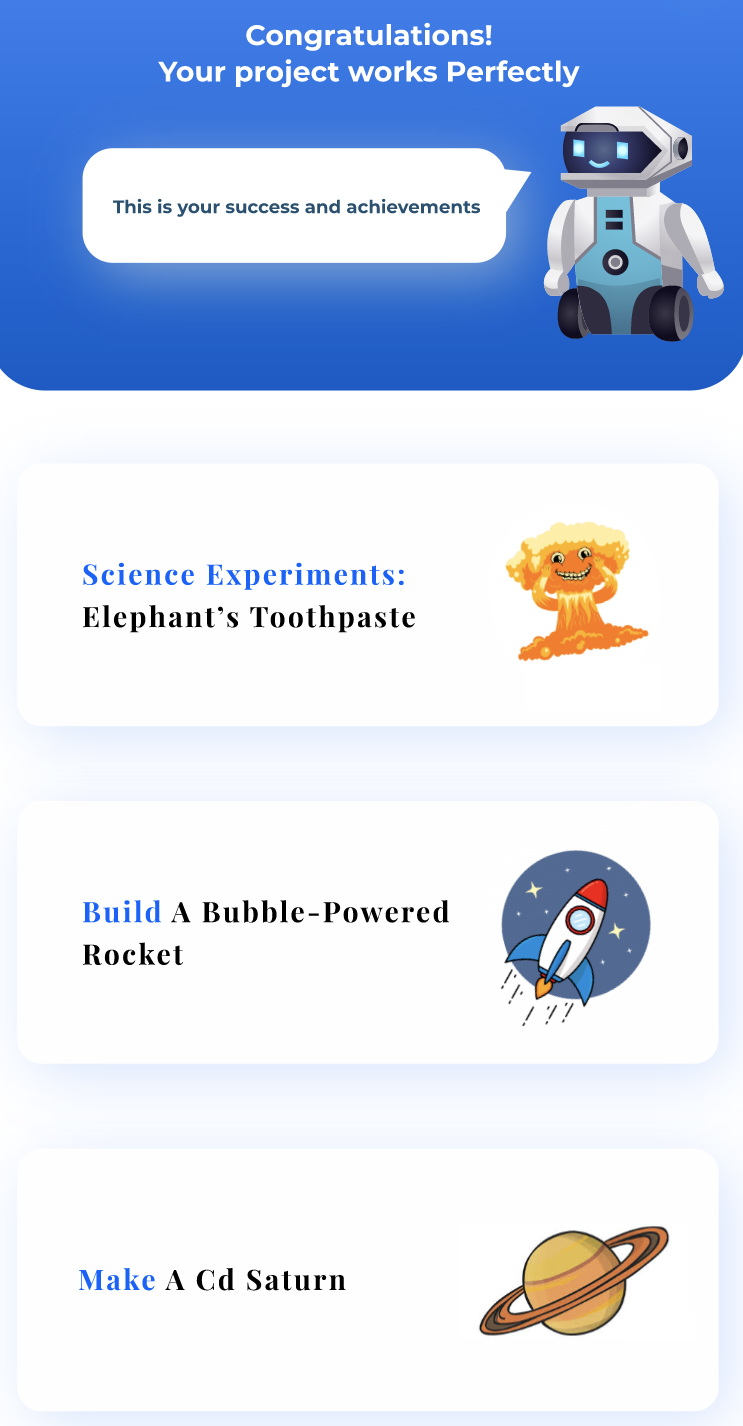 Congratulations!
Your project works Perfectly
This is your success and achievements
Science Experiments:
Elephant’s Toothpaste
Build A Bubble-Powered
Rocket
Make A Cd Saturn